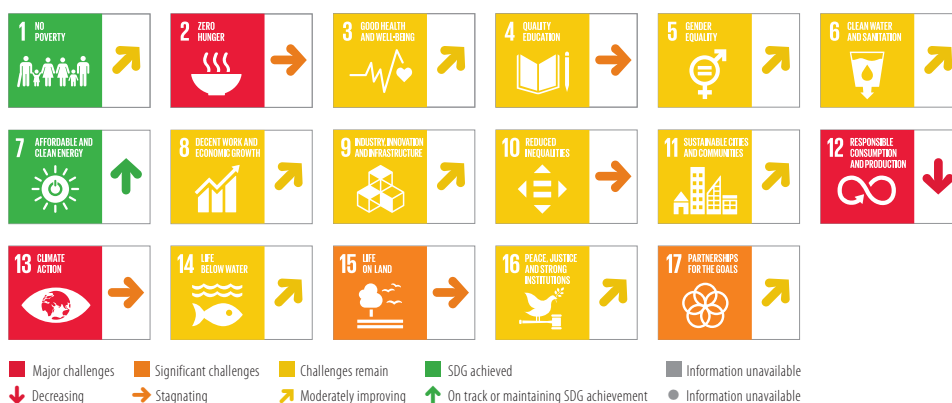 1 NO
POVERTY
2 ZERO
HUNGER
3 GOOD HEALTH
AND WELL-BEING
4 QUALITY
EDUCATION
5 GENDER
EQUALITY
6 CLEAN WATER
AND SANITATION
7 AFFORDABLE AND
CLEAN ENERGY
8 DECENT WORK AND
ECONOMIC GROWTH
9 INDUSTRY, INNOVATION
AND INFRASTRUCTURE
10 REDUCED
INEQUALITIES
11 SUSTAINABLE CITIES
AND COMMUNITIES
12 RESPONSIBLE
CONSUMPTION
AND PRODUCTION
13 CLIMATE
ACTION
14 LIFE
BELOW WATER
15 LIFE
ON LAND
16 PEACE, JUSTICE
AND STRONG
INSTITUTIONS
17 PARTNERSHIPS
FOR THE GOALS
Major challenges Significant challenges Challenges remain SDG achieved Information unavailable
Decreasing Stagnating Moderately improving On track or maintaining SDG achievement Information unavailable